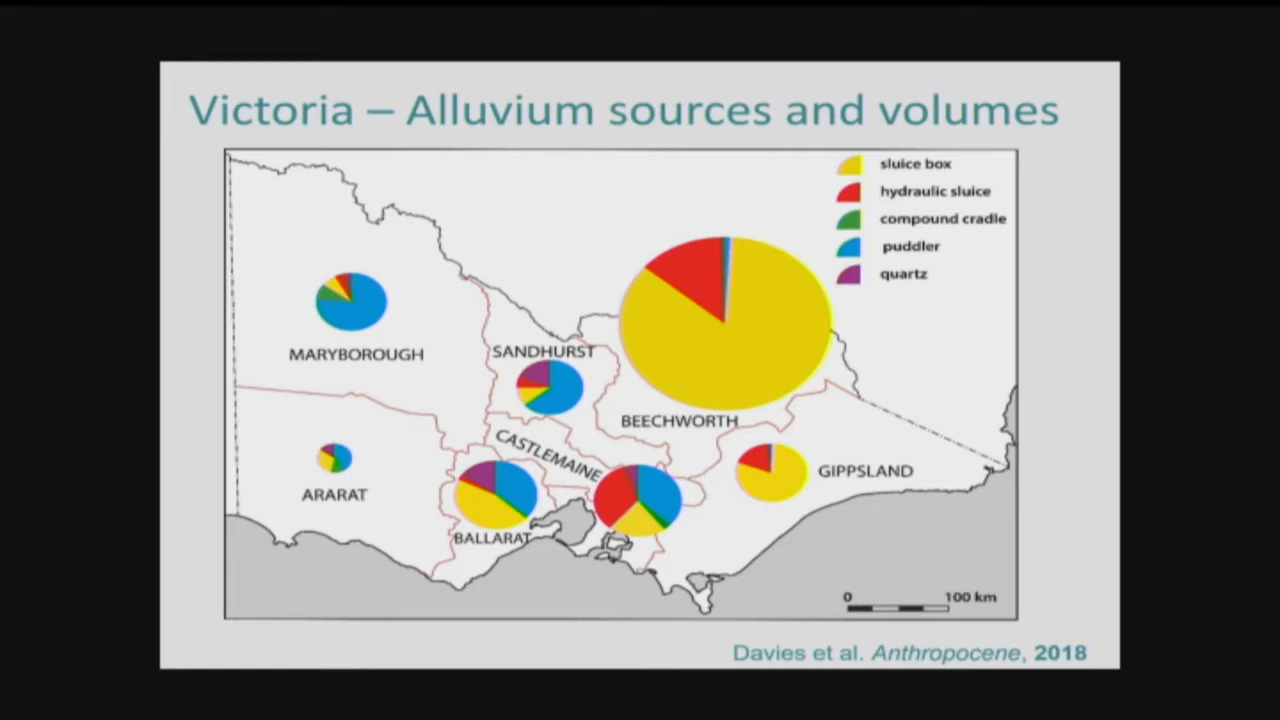 Victoria – Alluvium sources and volumes
sluice box
hydraulic sluice
compound cradle
puddler
quartz
MARYBOROUGH
SANDHURST
BEECHWORTH
CASTLEMAINE
GIPPSLAND
ARARAT
BALLARAT
0 100 km
Davies et al. Anthropocene, 2018